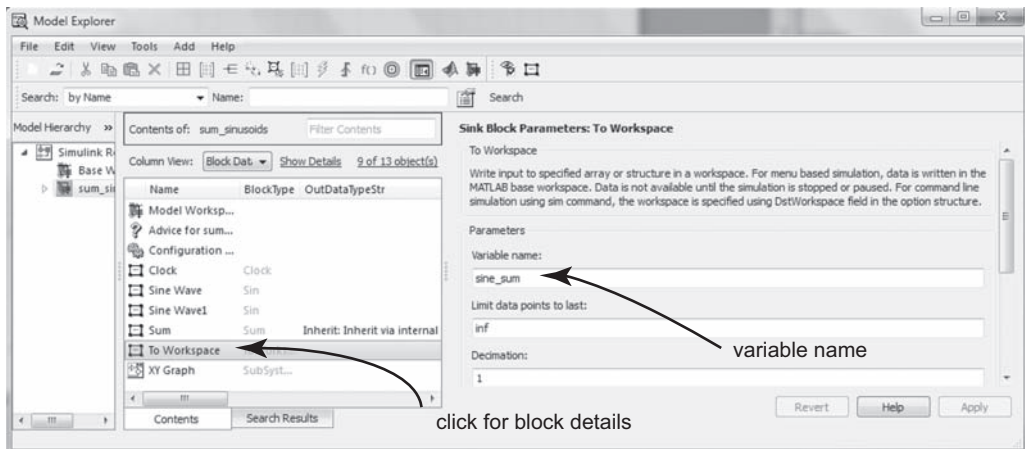 Model Explorer
File Edit View Tools Add Help
Search: by Name Name: Search
Model Hierarchy »
Simulink R
Base W
sum_si
Contents of: sum_sinusoids Filter Contents
Column View: Block Dat Show Details 9 of 13 object(s)
Name BlockType OutDataTypeStr
Model Worksp...
Advice for sum...
Configuration ...
Clock Clock
Sine Wave Sin
Sine Wave1 Sin
Sum Sum Inherit: Inherit via internal
To Workspace
XY Graph SubSyst...
Contents Search Results
Sink Block Parameters: To Workspace
To Workspace
Write input to specified array or structure in a workspace. For menu based simulation, data is written in the
MATLAB base workspace. Data is not available until the simulation is stopped or paused. For command line
simulation using sim command, the workspace is specified using DstWorkspace field in the option structure.
Parameters
Variable name:
sine_sum
Limit data points to last:
inf
Decimation:
1
variable name
click for block details
Revert Help Apply